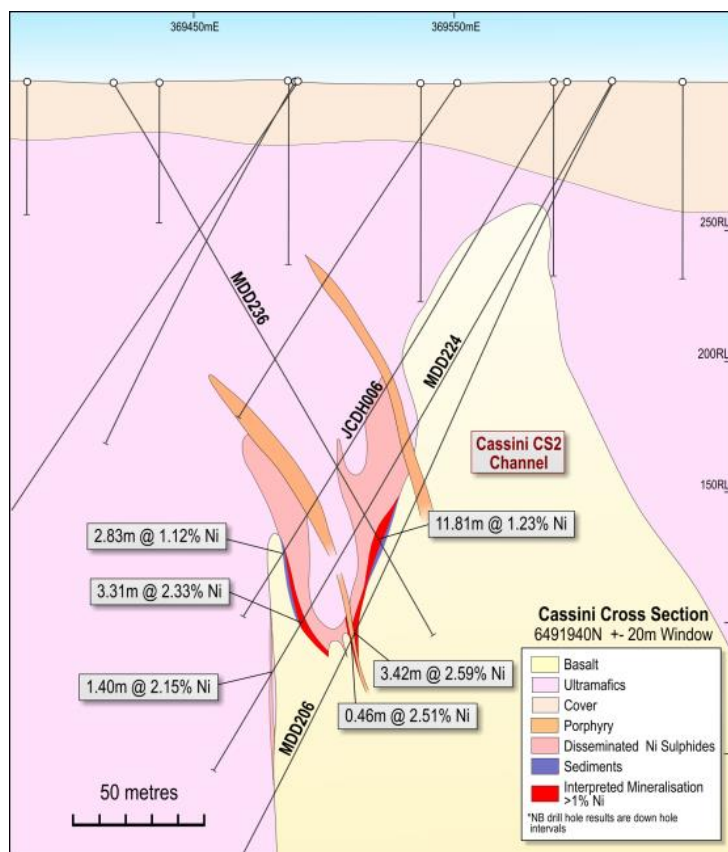 369450mE
369550mE
250RL
MDD236
200RL
MDD224
JCDH006
Cassini CS2
Channel
150RL
2.83m @ 1.12% Ni
11.81m @ 1.23% Ni
3.31m @ 2.33% Ni
Cassini Cross Section
6491940N +- 20m Window
Basalt
Ultramafics
Cover
Porphyry
Disseminated Ni Sulphides
Sediments
Interpreted Mineralisation
>1% Ni
*NB drill hole results are down hole
intervals
3.42m @ 2.59% Ni
1.40m @ 2.15% Ni
0.46m @ 2.51% Ni
MDD206
50 metres